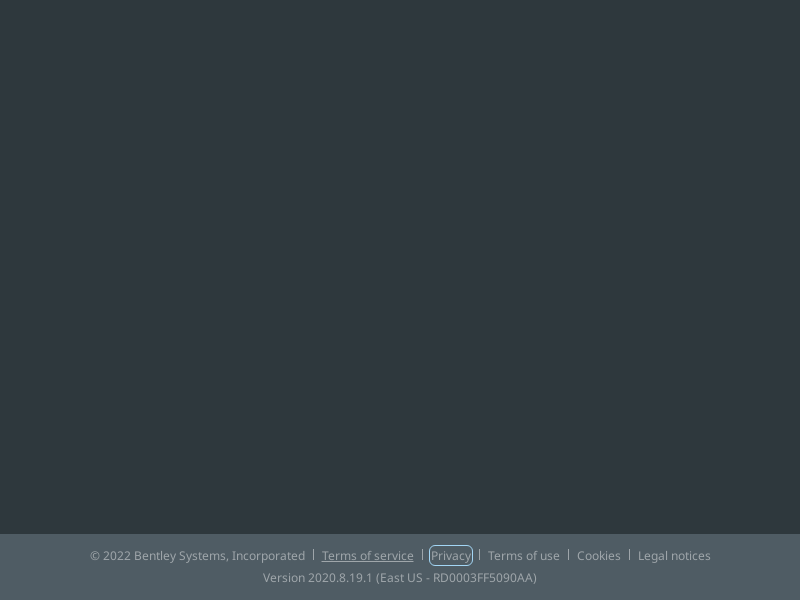 © 2022 Bentley Systems, Incorporated | Terms of service | Privacy | Terms of use | Cookies | Legal notices
Version 2020.8.19.1 (East US - RD0003FF5090AA)